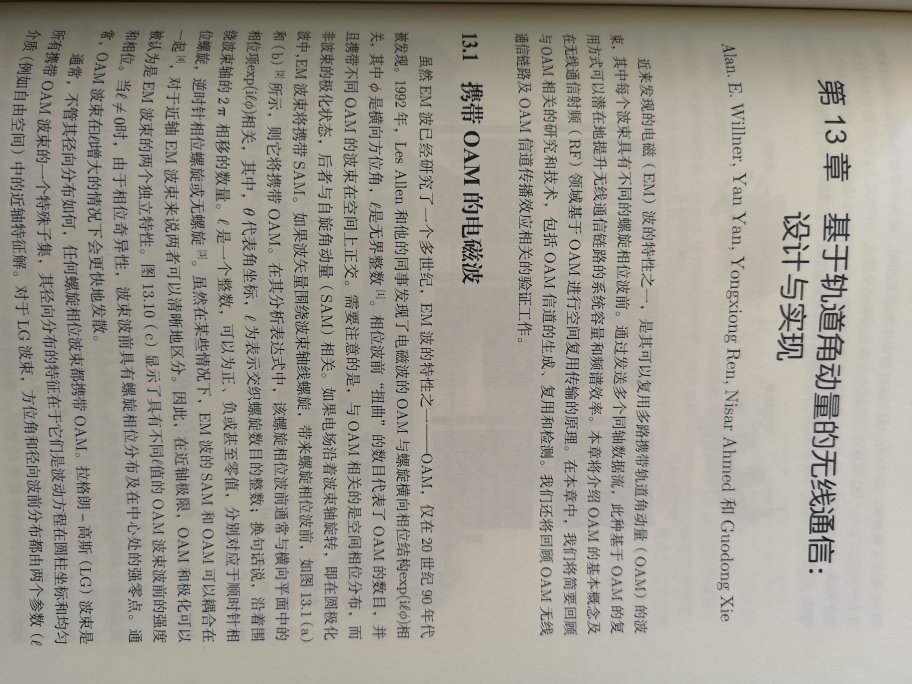 第 13 章 基于轨道角动量的无线通信：
设计与实现
Alan. E. Willner, Yan Yan, Yongxiong Ren, Nisar Ahmed 和 Guodong Xie
近来发现的电磁（EM）波的特性之一，是其可以复用多路携带轨道角动量（OAM）的波
束，其中每个波束具有不同的螺旋相位波前。通过发送多个同轴数据流，此种基于 OAM 的复
用方式可以潜在地提升无线通信链路的系统容量和频谱效率。本章将介绍 OAM 的基本概念及
在无线通信射频（RF）领域基于 OAM 进行空间复用传输的原理。在本章中，我们将简要回顾
与 OAM 相关的研究和技术，包括 OAM 信道的生成，复用和检测。我们还将回顾 OAM 无线
通信链路及 OAM 信道传播效应相关的验证工作。
13.1 携带 OAM 的电磁波
虽然 EM 波已经研究了一个多世纪，EM 波的特性之一——OAM，仅在 20 世纪 90 年代
被发现。1992 年，Les Allen 和他的同事发现了电磁波的 OAM 与螺旋横向相位结构exp(iℓϕ)相
关，其中 ϕ 是横向方位角，ℓ是无界整数[1]。相位波前“扭曲”的数目代表了 OAM 的数目，并
且携带不同 OAM 的波束在空间上正交。需要注意的是，与 OAM 相关的是空间相位分布，而
非波束的极化状态，后者与自旋角动量（SAM）相关。如果电场沿着波束轴旋转，即在圆极化
波中，EM 波束将携带 SAM。如果波矢量围绕波束轴线螺旋，带来螺旋相位波前，如图 13.1（a）
和（b）[2] 所示，则它将携带 OAM。在其分析表达式中，该螺旋相位波前通常与横向平面中的
相位项exp(iℓθ)相关，其中，θ 代表角坐标，ℓ 为表示交织螺旋数目的整数；换句话说，沿着围
绕波束轴的 2π 相移的数量。ℓ 是一个整数，可以为正、负或甚至零值，分别对应于顺时针相
位螺旋，逆时针相位螺旋或无螺旋[3]。虽然在某些情况下，EM 波的 SAM 和 OAM 可以耦合在
一起[4]，对于近轴 EM 波束来说两者可以清晰地区分。因此，在近轴极限，OAM 和极化可以
被认为是 EM 波束的两个独立特性。图 13.10（c）显示了具有不同ℓ值的 OAM 波束波前的强度
和相位。当ℓ ≠ 0时，由于相位奇异性，波束波前具有螺旋相位分布及在中心处的强零点。通
常，OAM 波束在|ℓ|增大的情况下会更快地发散。
通常，不管其径向分布如何，任何螺旋相位波束都携带 OAM。拉格朗－高斯（LG）波束是
所有携带 OAM 波束的一个特殊子集，其径向分布的特征在于它们是波动方程在圆柱坐标和均匀
介质（例如自由空间）中的近轴特征解。对于 LG 波束，方位角和径向波前分布都由两个参数（ℓ